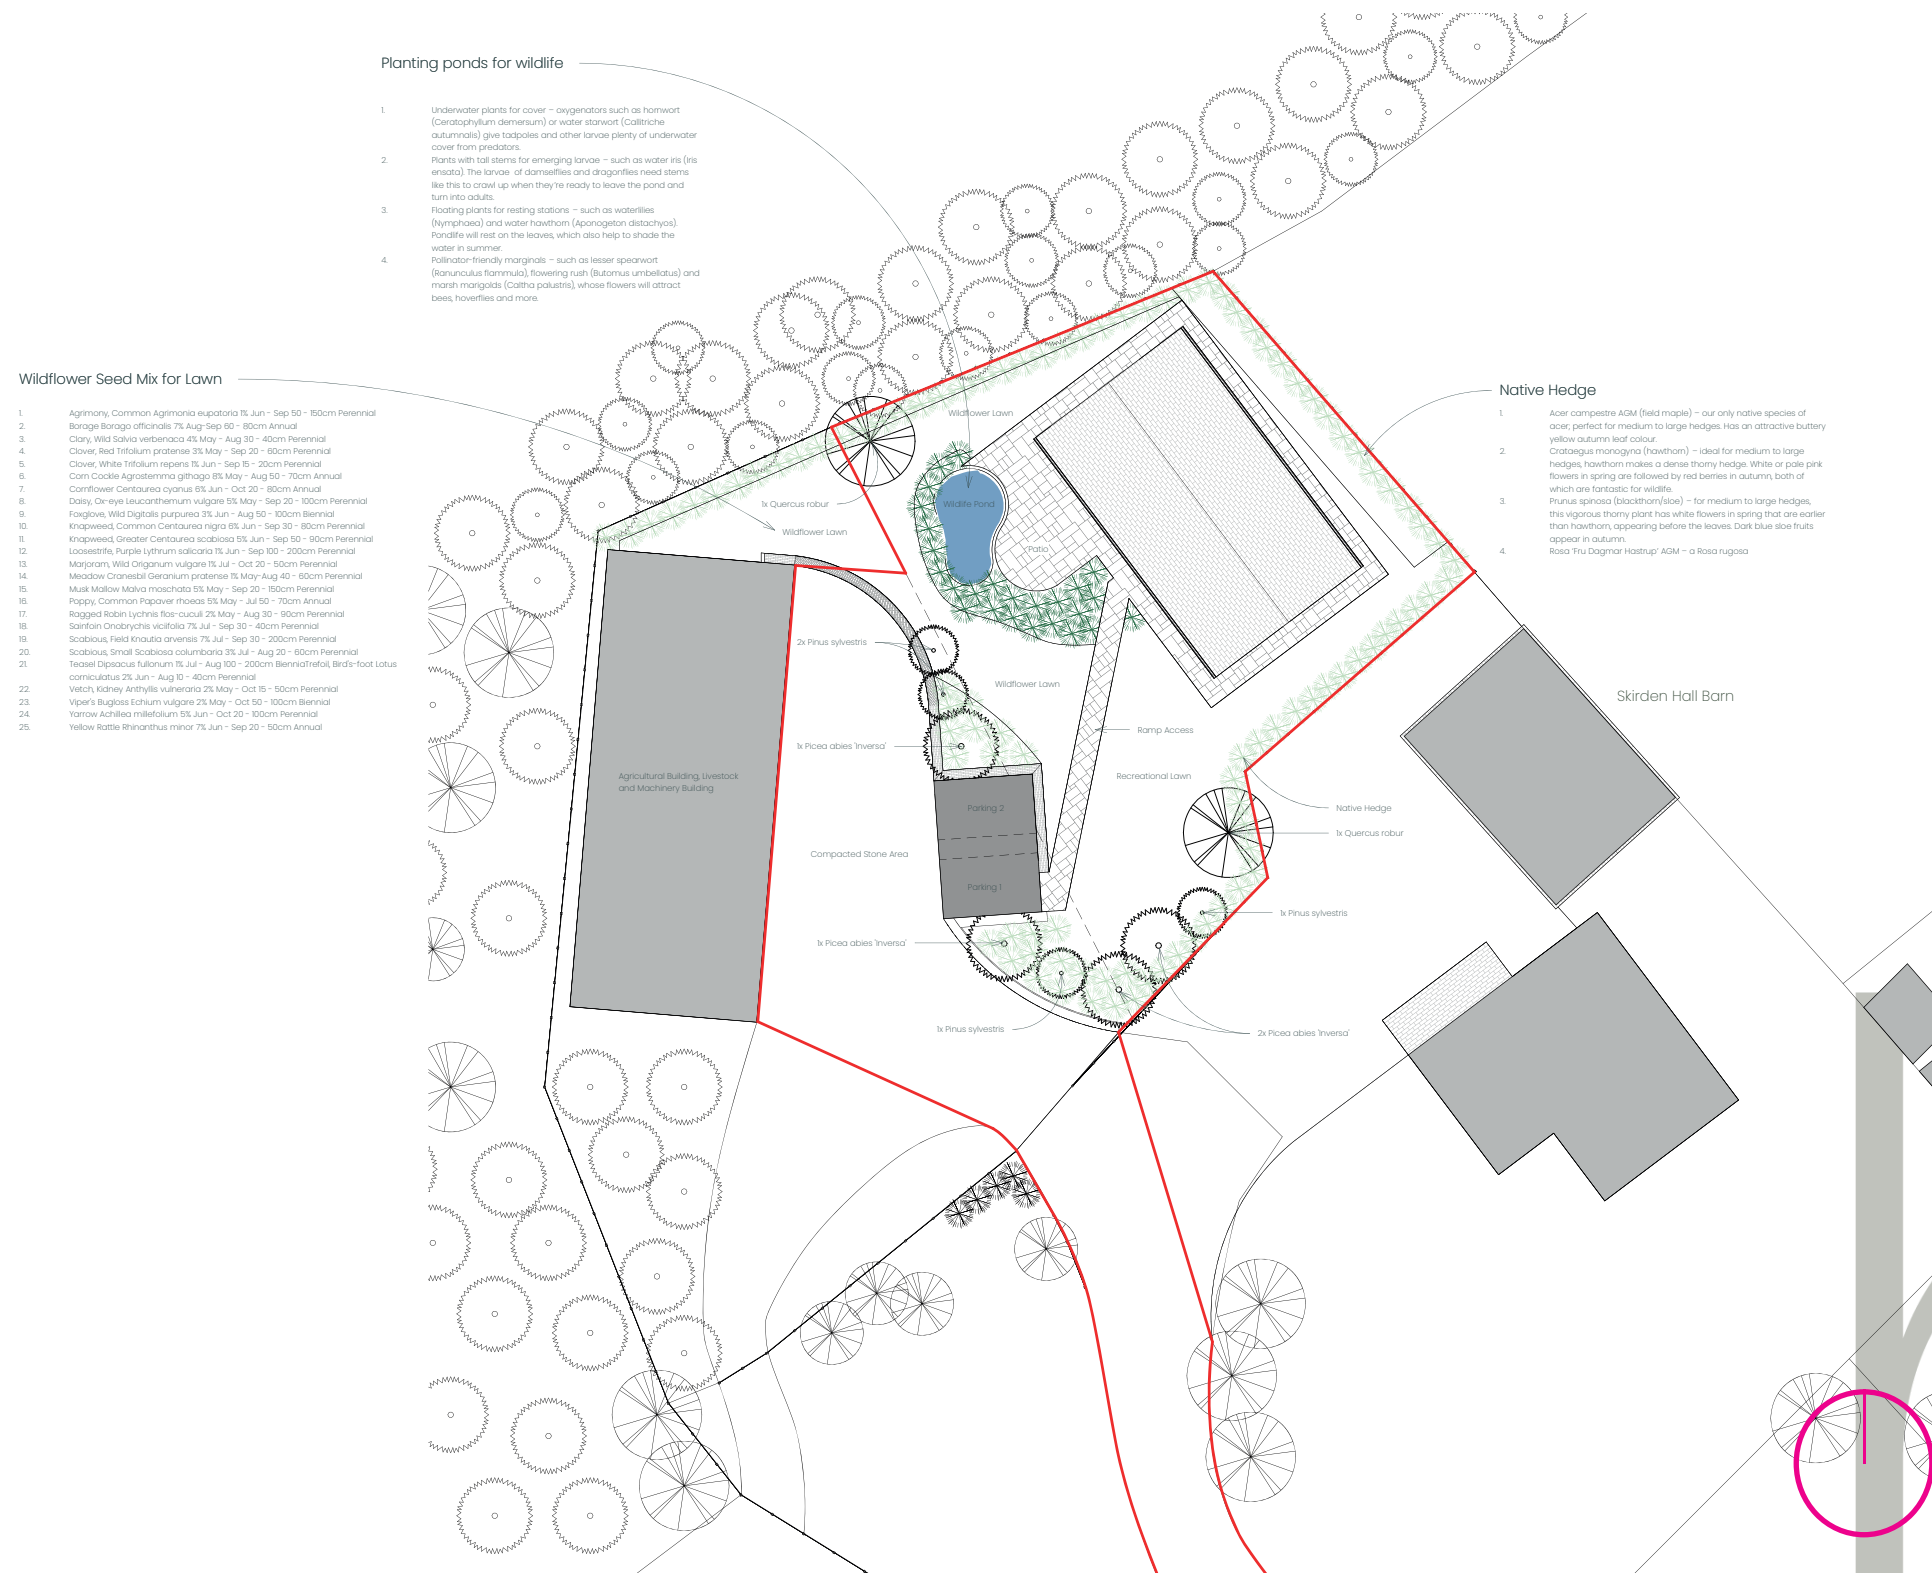 Planting ponds for wildlife
1. Underwater plants for cover – oxygenators such as hornwort
(Ceratophyllum demersum) or water starwort (Callitriche
autumnalis) give tadpoles and other larvae plenty of underwater
cover from predators.
2. Plants with tall stems for emerging larvae – such as water iris (Iris
ensata). The larvae of damselflies and dragonflies need stems
like this to crawl up when they're ready to leave the pond and
turn into adults.
3. Floating plants for resting stations – such as waterlilies
(Nymphaea) and water hawthorn (Aponogeton distachyos).
Pondlife will rest on the leaves, which also help to shade the
water in summer.
4. Pollinator-friendly marginals – such as lesser spearwort
(Ranunculus flammula), flowering rush (Butomus umbellatus) and
marsh marigolds (Caltha palustris), whose flowers will attract
bees, hoverflies and more.
Wildflower Seed Mix for Lawn
1. Agrimony, Common Agrimonia eupatoria 1% Jun - Sep 50 - 150cm Perennial
2. Borage Borago officinalis 7% Aug-Sep 60 - 80cm Annual
3. Clary, Wild Salvia verbenaca 4% May - Aug 30 - 40cm Perennial
4. Clover, Red Trifolium pratense 3% May - Sep 20 - 60cm Perennial
5. Clover, White Trifolium repens 1% Jun - Sep 15 - 20cm Perennial
6. Corn Cockle Agrostemma githago 8% May - Aug 50 - 70cm Annual
7. Cornflower Centaurea cyanus 6% Jun - Oct 20 - 80cm Annual
8. Daisy, Ox-eye Leucanthemum vulgare 5% May - Sep 20 - 100cm Perennial
9. Foxglove, Wild Digitalis purpurea 3% Jun - Aug 50 - 100cm Biennial
10. Knapweed, Common Centaurea nigra 6% Jun - Sep 30 - 80cm Perennial
11. Knapweed, Greater Centaurea scabiosa 5% Jun - Sep 50 - 90cm Perennial
12. Loosestrife, Purple Lythrum salicaria 1% Jun - Sep 100 - 200cm Perennial
13. Marjoram, Wild Origanum vulgare 1% Jul - Oct 20 - 50cm Perennial
14. Meadow Cranesbil Geranium pratense 1% May-Aug 40 - 60cm Perennial
15. Musk Mallow Malva moschata 5% May - Sep 20 - 150cm Perennial
16. Poppy, Common Papaver rhoeas 5% May - Jul 50 - 70cm Annual
17. Ragged Robin Lychnis flos-cuculi 2% May - Aug 30 - 90cm Perennial
18. Sainfoin Onobrychis viciifolia 7% Jun - Sep 30 - 40cm Perennial
19. Scabious, Field Knautia arvensis 7% Jul - Sep 30 - 200cm Perennial
20. Scabious, Small Scabiosa columbaria 3% Jul - Aug 20 - 60cm Perennial
21. Teasel Dipsacus fullonum 1% Jul - Aug 100 - 200cm BienniaTrefoil, Bird's-foot Lotus
corniculatus 2% Jun - Aug 10 - 40cm Perennial
22. Vetch, Kidney Anthyllis vulneraria 2% May - Oct 15 - 50cm Perennial
23. Viper's Bugloss Echium vulgare 2% May - Oct 50 - 100cm Biennial
24. Yarrow Achillea millefolium 5% Jun - Oct 20 - 100cm Perennial
25. Yellow Rattle Rhinanthus minor 7% Jun - Sep 20 - 50cm Annual
Native Hedge
1. Acer campestre AGM (field maple) – our only native species of
acer, perfect for medium to large hedges. Has an attractive buttery
yellow autumn leaf colour.
2. Crataegus monogyna (hawthorn) – ideal for medium to large
hedges, hawthorn makes a dense thorny hedge. White or pale pink
flowers in spring are followed by red berries in autumn, both of
which are fantastic for wildlife.
3. Prunus spinosa (blackthorn/sloe) – for medium to large hedges,
this vigorous thorny plant has white flowers in spring that are earlier
than hawthorn, appearing before the leaves. Dark blue sloe fruits
appear in autumn.
4. Rosa 'Fru Dagmar Hastrup' AGM – a Rosa rugosa
Wildflower Lawn
1x Quercus robur
Wildlife Pond
Wildflower Lawn
Patio
2x Pinus sylvestris
Wildflower Lawn
Skirden Hall Barn
Ramp Access
1x Picea abies 'Inversa'
Agricultural Building, Livestock
and Machinery Building
Recreational Lawn
Parking 2
Native Hedge
1x Quercus robur
Compacted Stone Area
Parking 1
1x Pinus sylvestris
1x Picea abies 'Inversa'
1x Pinus sylvestris
2x Picea abies 'Inversa'